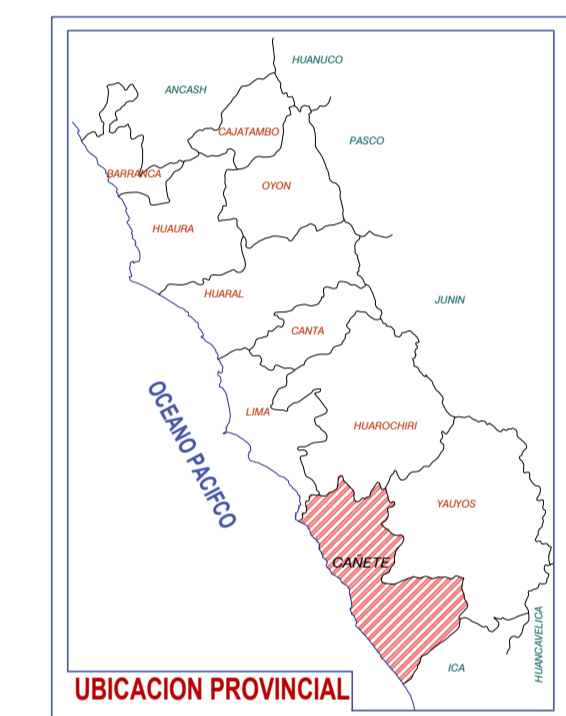 HUANUCO
ANCASH
CAJATAMBO
PASCO
BARRANCA
OYON
HUAURA
HUARAL
JUNIN
CANTA
OCEANO PACIFCO
LIMA
HUAROCHIRI
YAUYOS
CAÑETE
HUANCAVELICA
ICA
UBICACION PROVINCIAL